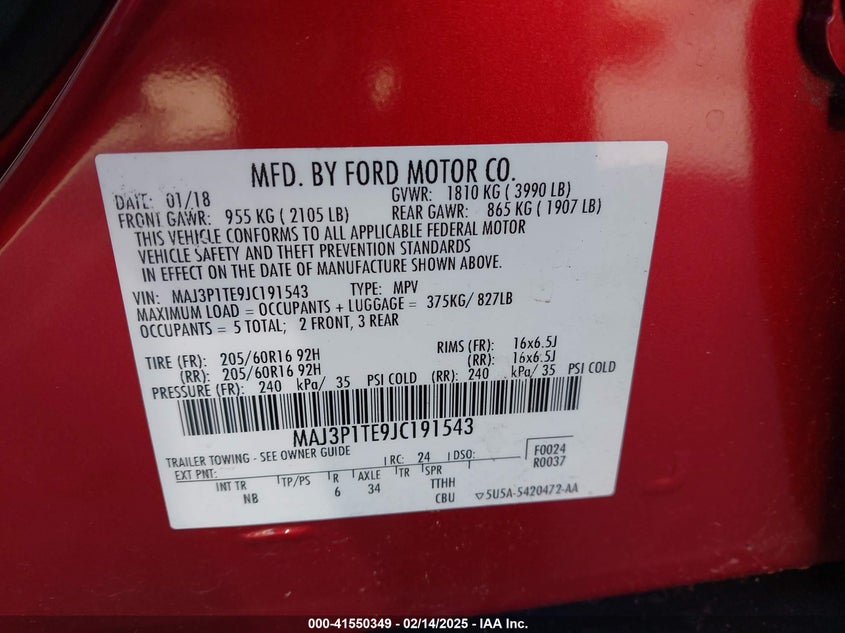 MFD. BY FORD MOTOR CO.
DATE: 01/18 GVWR: 1810 KG ( 3990 LB)
FRONT GAWR: 955 KG ( 2105 LB) REAR GAWR: 865 KG ( 1907 LB)
THIS VEHICLE CONFORMS TO ALL APPLICABLE FEDERAL MOTOR
VEHICLE SAFETY AND THEFT PREVENTION STANDARDS
IN EFFECT ON THE DATE OF MANUFACTURE SHOWN ABOVE.
VIN: MAJ3P1TE9JC191543 TYPE: MPV
MAXIMUM LOAD = OCCUPANTS + LUGGAGE = 375KG/ 827LB
OCCUPANTS = 5 TOTAL; 2 FRONT, 3 REAR
TIRE (FR): 205/60R16 92H RIMS (FR): 16x6.5J
(RR): 205/60R16 92H (RR): 16x6.5J
PRESSURE (FR): 240 kPa/ 35 PSI COLD (RR): 240 kPa/ 35 PSI COLD
MAJ3P1TE9JC191543
TRAILER TOWING - SEE OWNER GUIDE RC: 24 DSO: F0024
EXT PNT: R0037
INT TR TP/PS R AXLE TR SPR
NB 6 34 TTHH
CBU 5U5A-5420472-AA
000-41550349 - 02/14/2025 - IAA Inc.